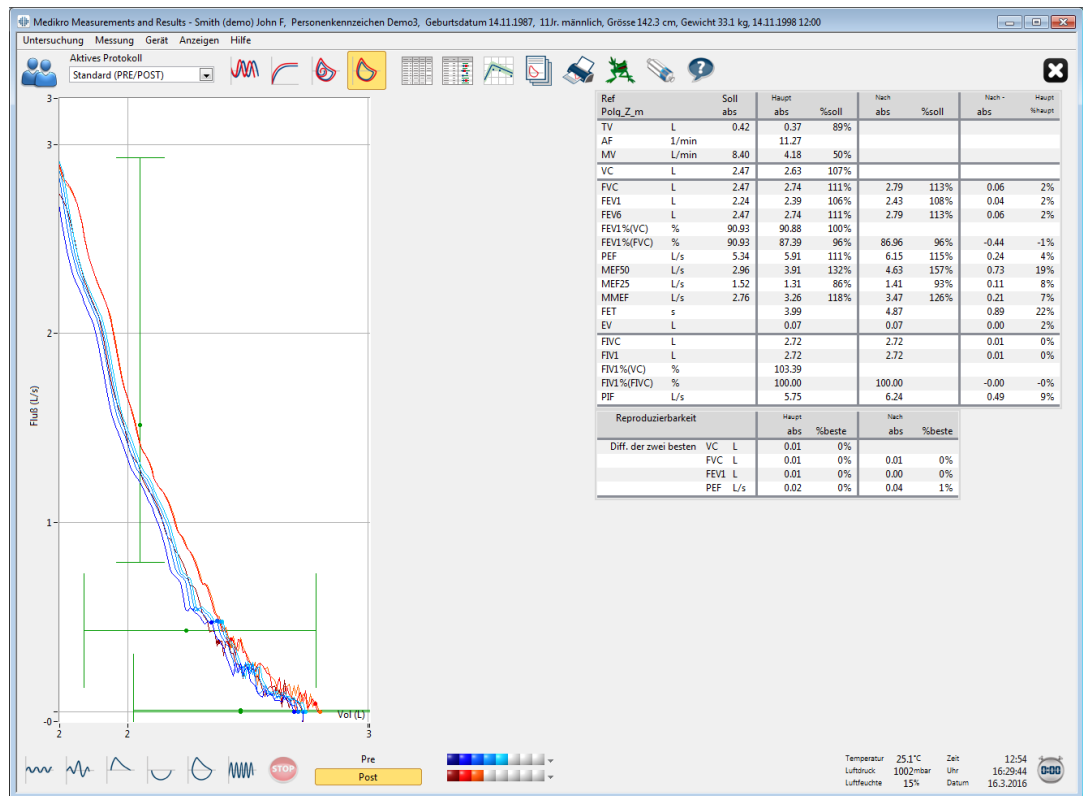 Medikro Measurements and Results - Smith (demo) John F, Personenkennzeichen Demo3, Geburtsdatum 14.11.1987, 11Jr. männlich, Grösse 142.3 cm, Gewicht 33.1 kg, 14.11.1998 12:00
Untersuchung Messung Gerät Anzeigen Hilfe
Aktives Protokoll
Standard (PRE/POST)
Ref Soll Haupt Nach Nach - Haupt
Polg_Z_m abs abs %soll abs %soll abs %haupt
TV L 0.42 0.37 89%
AF 1/min 11.27
MV L/min 8.40 4.18 50%
VC L 2.47 2.63 107%
FVC L 2.47 2.74 111% 2.79 113% 0.06 2%
FEV1 L 2.24 2.39 106% 2.43 108% 0.04 2%
FEV6 L 2.47 2.74 111% 2.79 113% 0.06 2%
FEV1%(VC) % 90.93 90.88 100%
FEV1%(FVC) % 90.93 87.39 96% 86.96 96% -0.44 -1%
PEF L/s 5.34 5.91 111% 6.15 115% 0.24 4%
MEF50 L/s 2.96 3.91 132% 4.63 157% 0.73 19%
MEF25 L/s 1.52 1.31 86% 1.41 93% 0.11 8%
MMEF L/s 2.76 3.26 118% 3.47 126% 0.21 7%
FET s 3.99 4.87 0.89 22%
EV L 0.07 0.07 0.00 2%
FIVC L 2.72 2.72 0.01 0%
FIV1 L 2.72 2.72 0.01 0%
FIV1%(VC) % 103.39
FIV1%(FIVC) % 100.00 100.00 -0.00 -0%
PIF L/s 5.75 6.24 0.49 9%
Reproduzierbarkeit Haupt Nach
abs %beste abs %beste
Diff. der zwei besten VC L 0.01 0%
FVC L 0.01 0% 0.01 0%
FEV1 L 0.01 0% 0.00 0%
PEF L/s 0.02 0% 0.04 1%
3
3
2
1
-0
Fluß (L/s)
Vol (L)
2 2 3
STOP
Pre
Post
Temperatur 25.1°C Zeit 12:54
Luftdruck 1002mbar Uhr 16:29:44
Luftfeuchte 15% Datum 16.3.2016
0:00